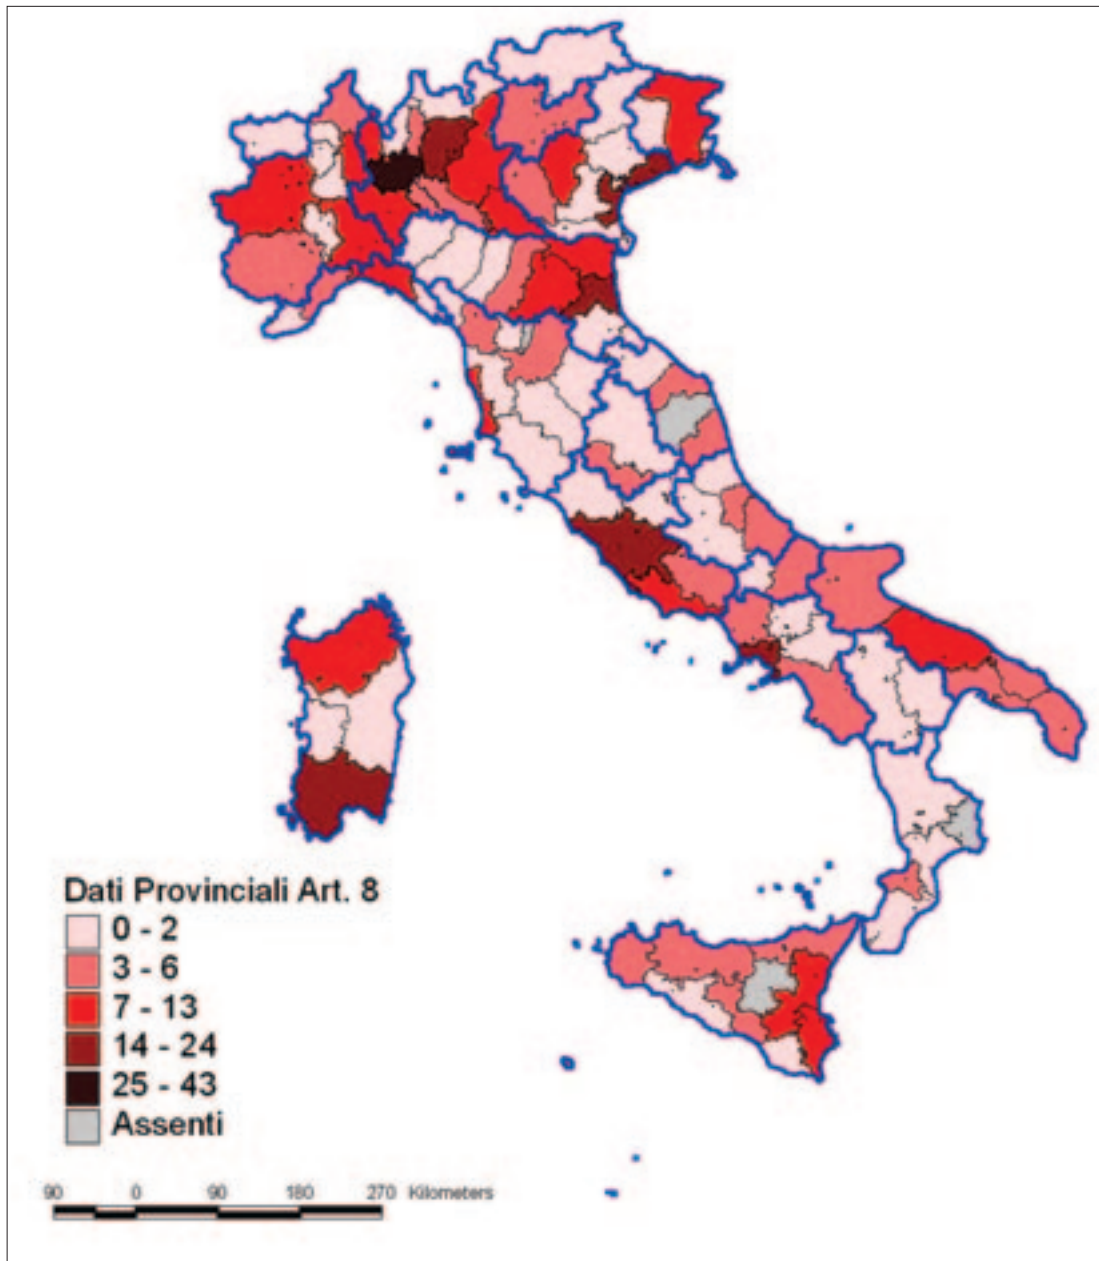 Dati Provinciali Art. 8
0 - 2
3 - 6
7 - 13
14 - 24
25 - 43
Assenti
90 0 90 180 270 Kilometers